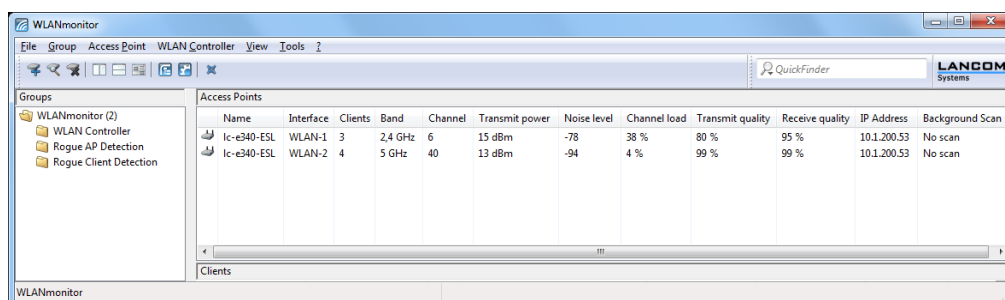 WLANmonitor
File Group Access Point WLAN Controller View Tools ?
QuickFinder
LANCOM
Systems
Groups
Access Points
WLANmonitor (2)
WLAN Controller
Rogue AP Detection
Rogue Client Detection
Name Interface Clients Band Channel Transmit power Noise level Channel load Transmit quality Receive quality IP Address Background Scan
lc-e340-ESL WLAN-1 3 2,4 GHz 6 15 dBm -78 38 % 80 % 95 % 10.1.200.53 No scan
lc-e340-ESL WLAN-2 4 5 GHz 40 13 dBm -94 4 % 99 % 99 % 10.1.200.53 No scan
Clients
WLANmonitor